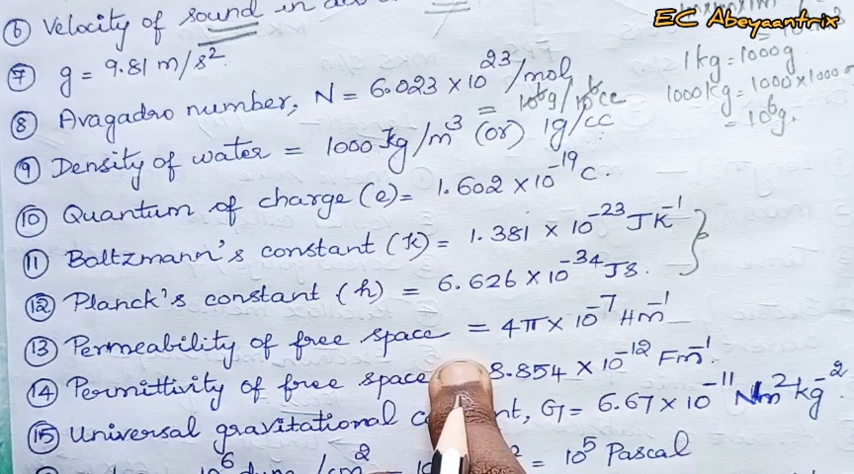 EC Abeyaantrix
⑥ Velocity of sound in
⑦ g = 9.81 m/s².
1kg = 1000g
⑧ Avagadro number, N = 6.023 × 10²³/mol
1000kg = 1000 × 1000
= 10⁶g/10⁶cc
= 10⁶g.
⑨ Density of water = 1000 kg/m³ (or) 1g/cc
⑩ Quantum of charge (e) = 1.602 × 10⁻¹⁹ C.
⑪ Boltzmann's constant (k) = 1.381 × 10⁻²³ JK⁻¹
⑫ Planck's constant (h) = 6.626 × 10⁻³⁴ JS.
⑬ Permeability of free space = 4π × 10⁻⁷ Hm⁻¹
⑭ Permittivity of free space 8.854 × 10⁻¹² Fm⁻¹.
⑮ Universal gravitational nt, G = 6.67 × 10⁻¹¹ Nm² kg⁻².
= 10⁵ Pascal